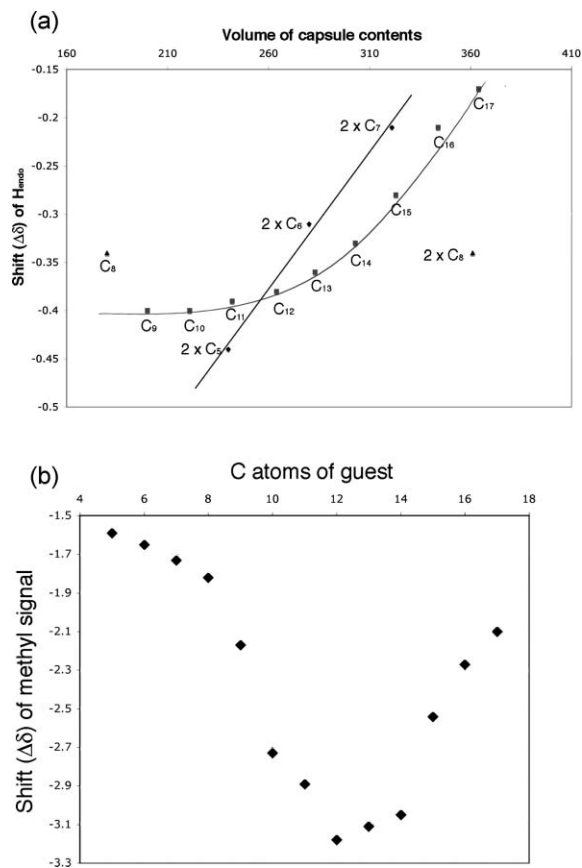 (a)
Volume of capsule contents
160 210 260 310 360 410
-0.15
-0.2
-0.25
-0.3
-0.35
-0.4
-0.45
-0.5
Shift (Δδ) of Hendo
C₁₇
2 x C₇
C₁₆
C₁₅
2 x C₆
C₈
C₁₄
2 x C₈
C₁₃
C₁₂
C₁₁
C₉
C₁₀
2 x C₅
(b)
C atoms of guest
4 6 8 10 12 14 16 18
-1.5
-1.7
-1.9
-2.1
-2.3
-2.5
-2.7
-2.9
-3.1
-3.3
Shift (Δδ) of methyl signal